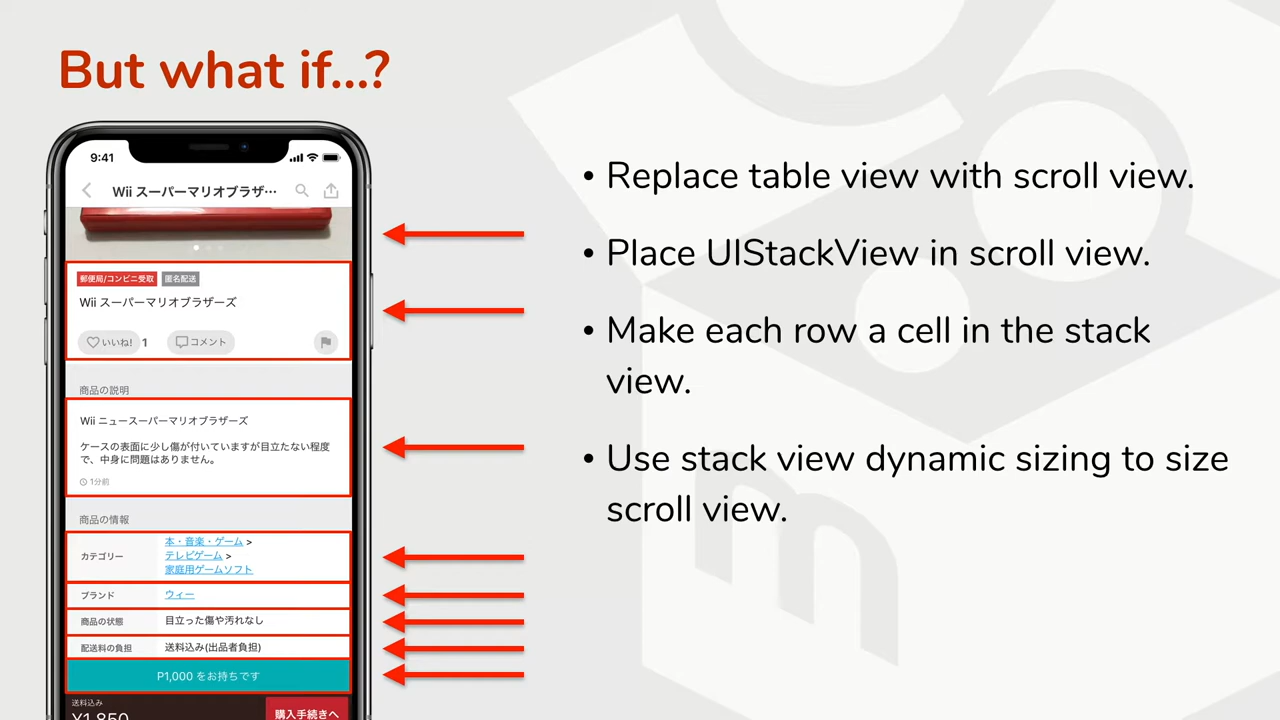 But what if...?
9:41
Wii スーパーマリオブラザ…
郵便局/コンビニ受取 匿名配送
Wii スーパーマリオブラザーズ
いいね! 1 コメント
商品の説明
Wii ニュースーパーマリオブラザーズ
ケースの表面に少し傷が付いていますが目立たない程度
で、中身に問題はありません。
1分前
商品の情報
カテゴリー
本・音楽・ゲーム >
テレビゲーム >
家庭用ゲームソフト
ブランド ウィー
商品の状態 目立った傷や汚れなし
配送料の負担 送料込み(出品者負担)
P1,000 をお持ちです
送料込み
¥1,850
購入手続きへ
• Replace table view with scroll view.
• Place UIStackView in scroll view.
• Make each row a cell in the stack
view.
• Use stack view dynamic sizing to size
scroll view.